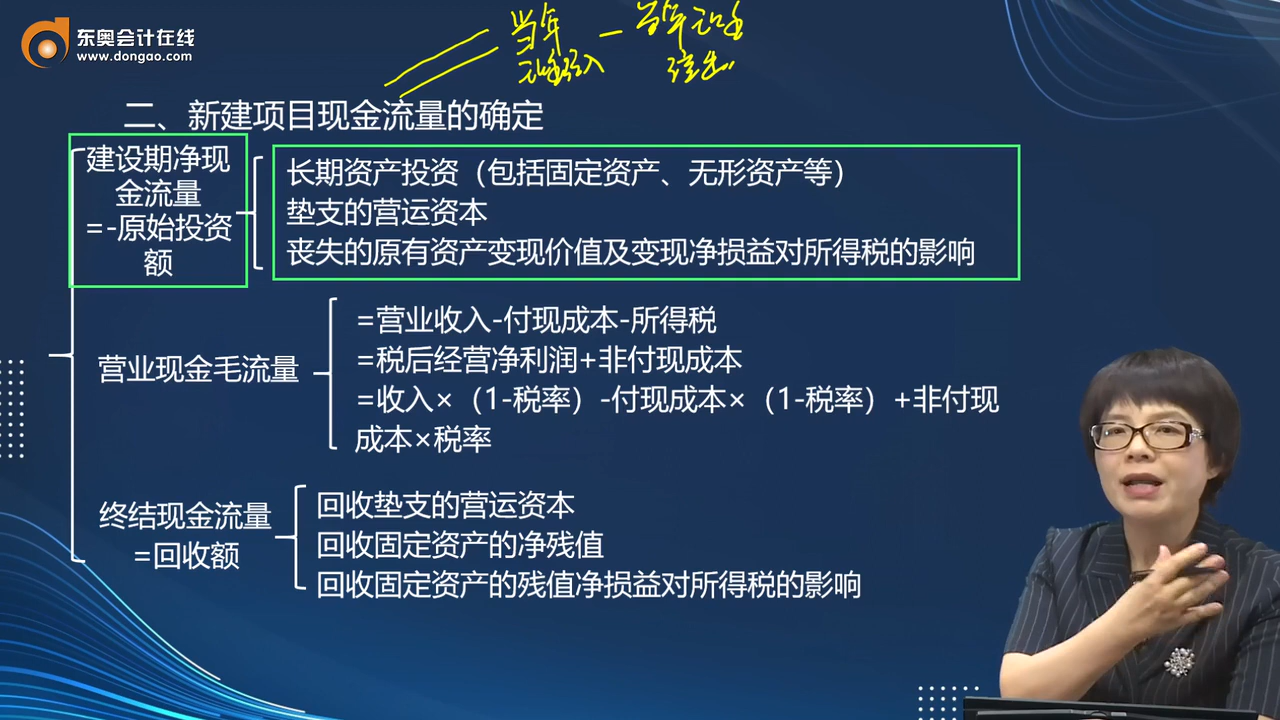 东奥会计在线
www.dongao.com
当年 - 当年
流入
流出
二、新建项目现金流量的确定
建设期净现
金流量
=-原始投资
额
长期资产投资（包括固定资产、无形资产等）
垫支的营运资本
丧失的原有资产变现价值及变现净损益对所得税的影响
营业现金毛流量
=营业收入-付现成本-所得税
=税后经营净利润+非付现成本
=收入×（1-税率）-付现成本×（1-税率）+非付现
成本×税率
终结现金流量
=回收额
回收垫支的营运资本
回收固定资产的净残值
回收固定资产的残值净损益对所得税的影响